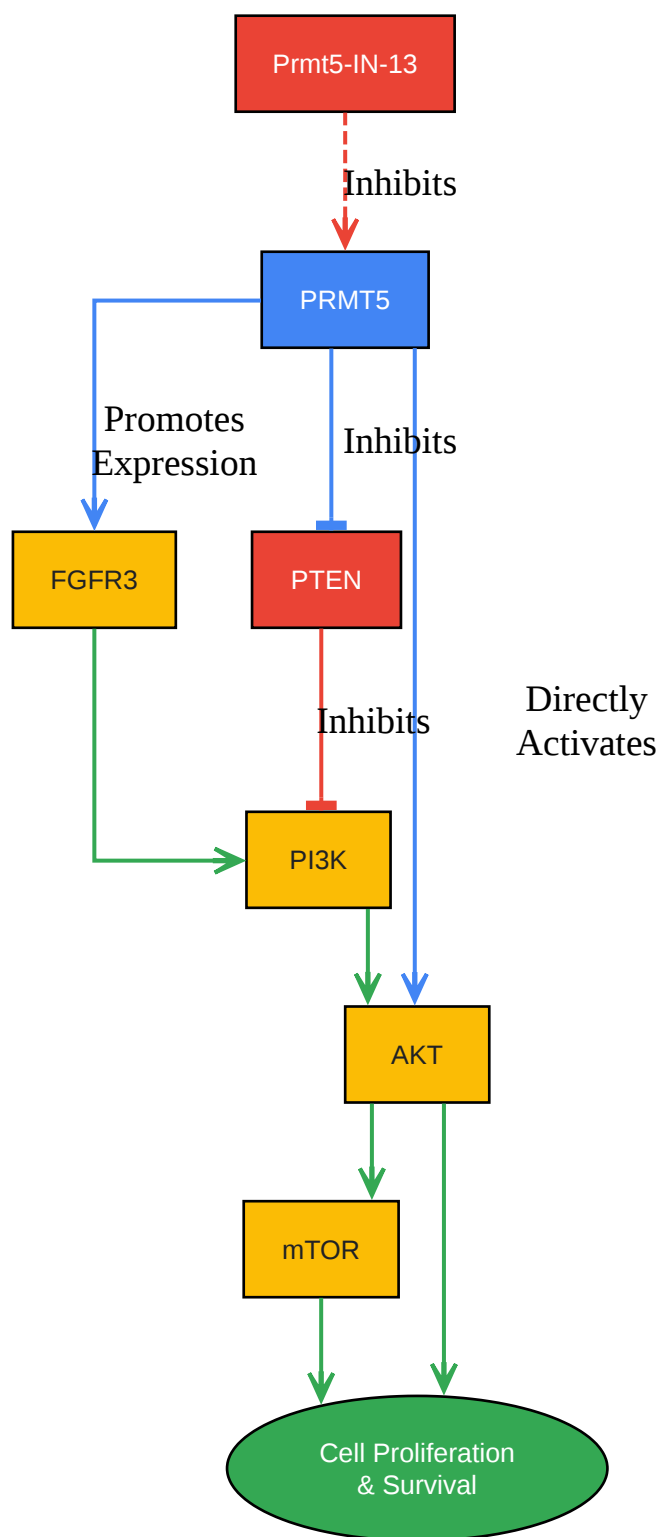 Prmt5-IN-13
Inhibits
PRMT5
Promotes
Expression
Inhibits
FGFR3
PTEN
Inhibits
Directly
Activates
PI3K
AKT
mTOR
Cell Proliferation
& Survival